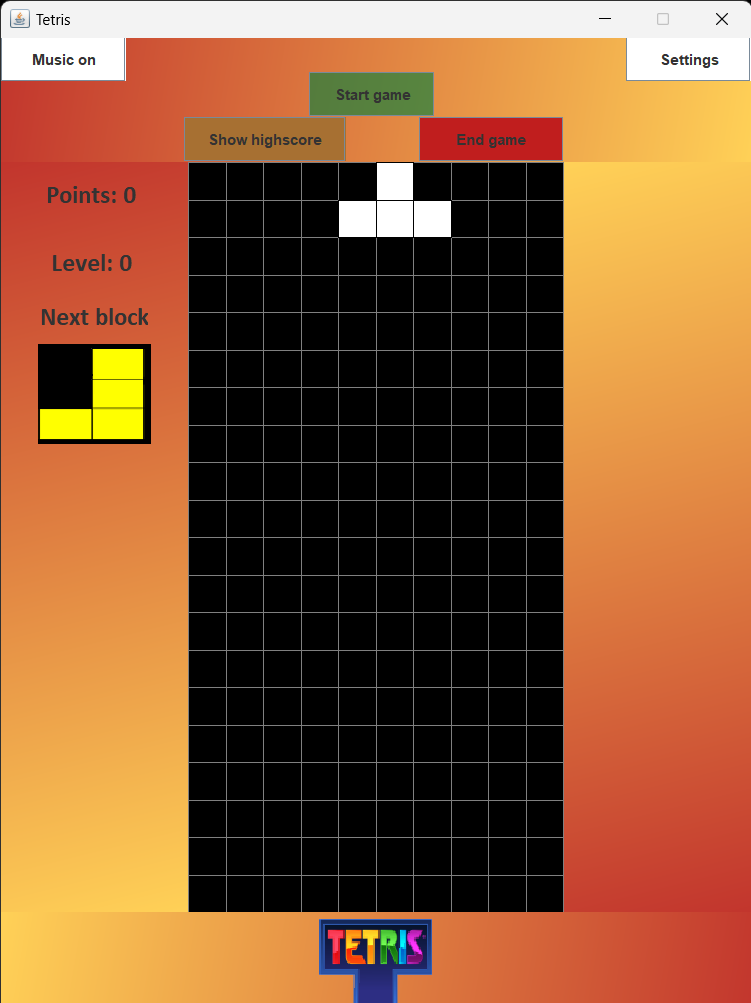 Tetris
Music on
Settings
Start game
Show highscore
End game
Points: 0
Level: 0
Next block
TETRIS